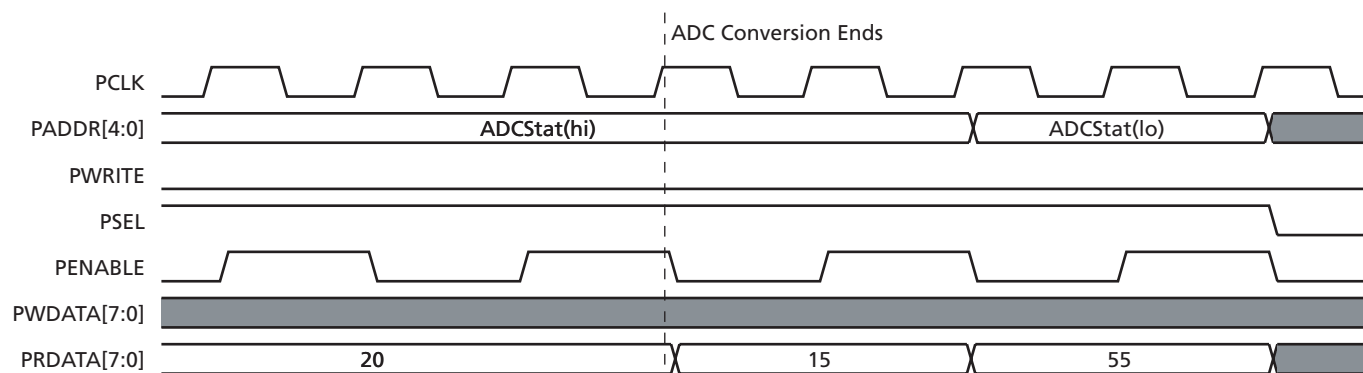 ADC Conversion Ends
PCLK
PADDR[4:0] ADCStat(hi) ADCStat(lo)
PWRITE
PSEL
PENABLE
PWDATA[7:0]
PRDATA[7:0] 20 15 55